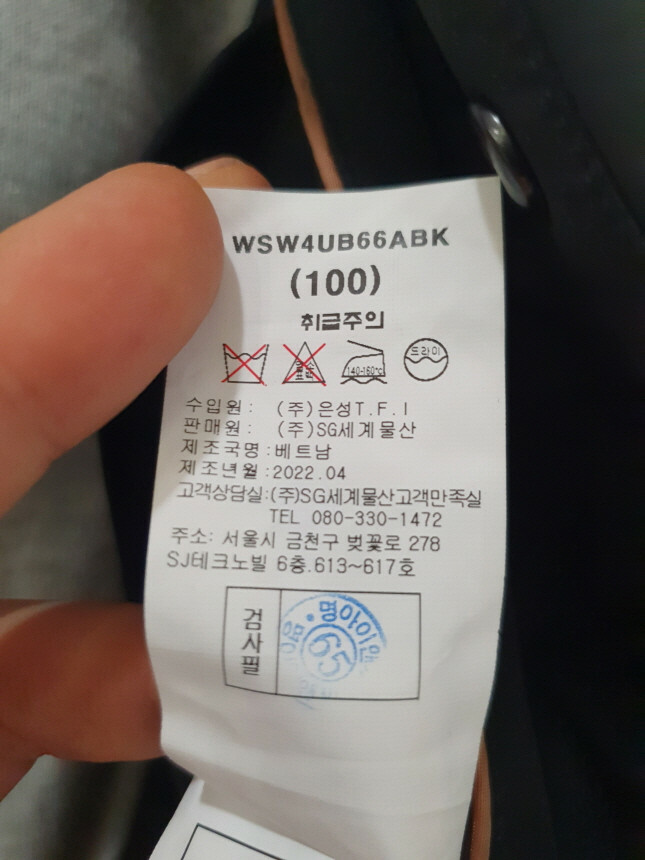 WSW4UB66ABK
(100)
취급주의
140-160℃
드라이
수입원: (주)은성T.F.I
판매원: (주)SG세계물산
제조국명:베트남
제조년월:2022.04
고객상담실:(주)SG세계물산고객만족실
TEL 080-330-1472
주소: 서울시 금천구 벚꽃로 278
SJ테크노빌 6층.613~617호
검사필
명아이앤
65